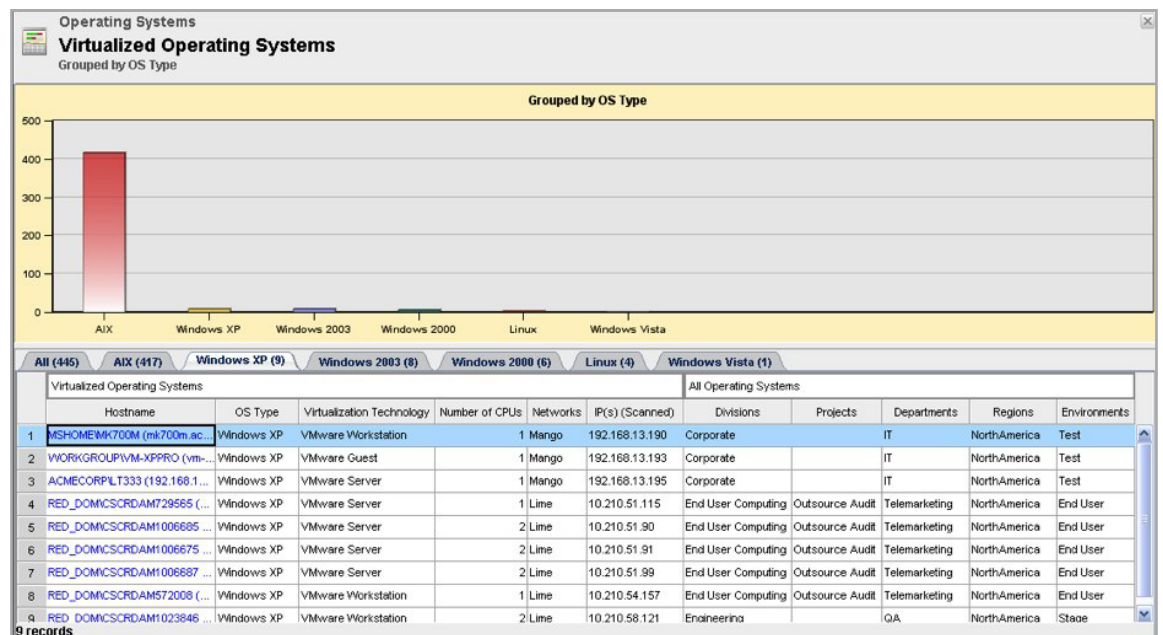 Operating Systems
Virtualized Operating Systems
Grouped by OS Type
Grouped by OS Type
500
400
300
200
100
0
AIX Windows XP Windows 2003 Windows 2000 Linux Windows Vista
All (445) AIX (417) Windows XP (9) Windows 2003 (8) Windows 2000 (6) Linux (4) Windows Vista (1)
Virtualized Operating Systems All Operating Systems
Hostname OS Type Virtualization Technology Number of CPUs Networks IP(s) (Scanned) Divisions Projects Departments Regions Environments
1 MSHOME\MK700M (mk700m.ac... Windows XP VMware Workstation 1 Mango 192.168.13.190 Corporate IT NorthAmerica Test
2 WORKGROUP\VM-XPPRO (vm-... Windows XP VMware Guest 1 Mango 192.168.13.193 Corporate IT NorthAmerica Test
3 ACMECORP\LT333 (192.168.1... Windows XP VMware Server 1 Mango 192.168.13.195 Corporate IT NorthAmerica Test
4 RED_DOM\CSCRDAM729565 (... Windows XP VMware Server 1 Lime 10.210.51.115 End User Computing Outsource Audit Telemarketing NorthAmerica End User
5 RED_DOM\CSCRDAM1006685 ... Windows XP VMware Server 2 Lime 10.210.51.90 End User Computing Outsource Audit Telemarketing NorthAmerica End User
6 RED_DOM\CSCRDAM1006675 ... Windows XP VMware Server 2 Lime 10.210.51.91 End User Computing Outsource Audit Telemarketing NorthAmerica End User
7 RED_DOM\CSCRDAM1006687 ... Windows XP VMware Server 2 Lime 10.210.51.99 End User Computing Outsource Audit Telemarketing NorthAmerica End User
8 RED_DOM\CSCRDAM572008 (... Windows XP VMware Workstation 1 Lime 10.210.54.157 End User Computing Outsource Audit Telemarketing NorthAmerica End User
9 RED_DOM\CSCRDAM1023846 ... Windows XP VMware Workstation 2 Lime 10.210.58.121 Engineering QA NorthAmerica Stage
9 records